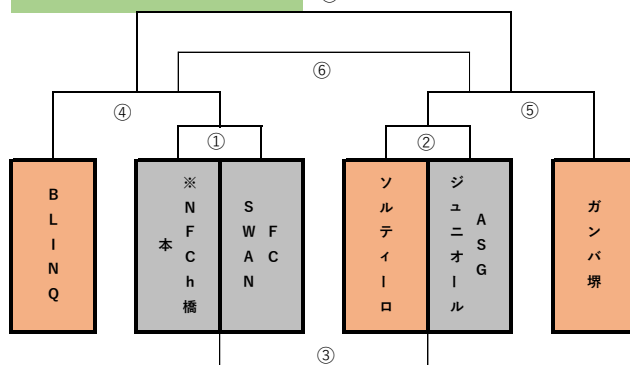 ⑥
④
⑤
①
②
BLINQ
※NFCh橋
本
FC
SWAN
ソルティーロ
ASG
ジュニオール
ガンバ堺
③